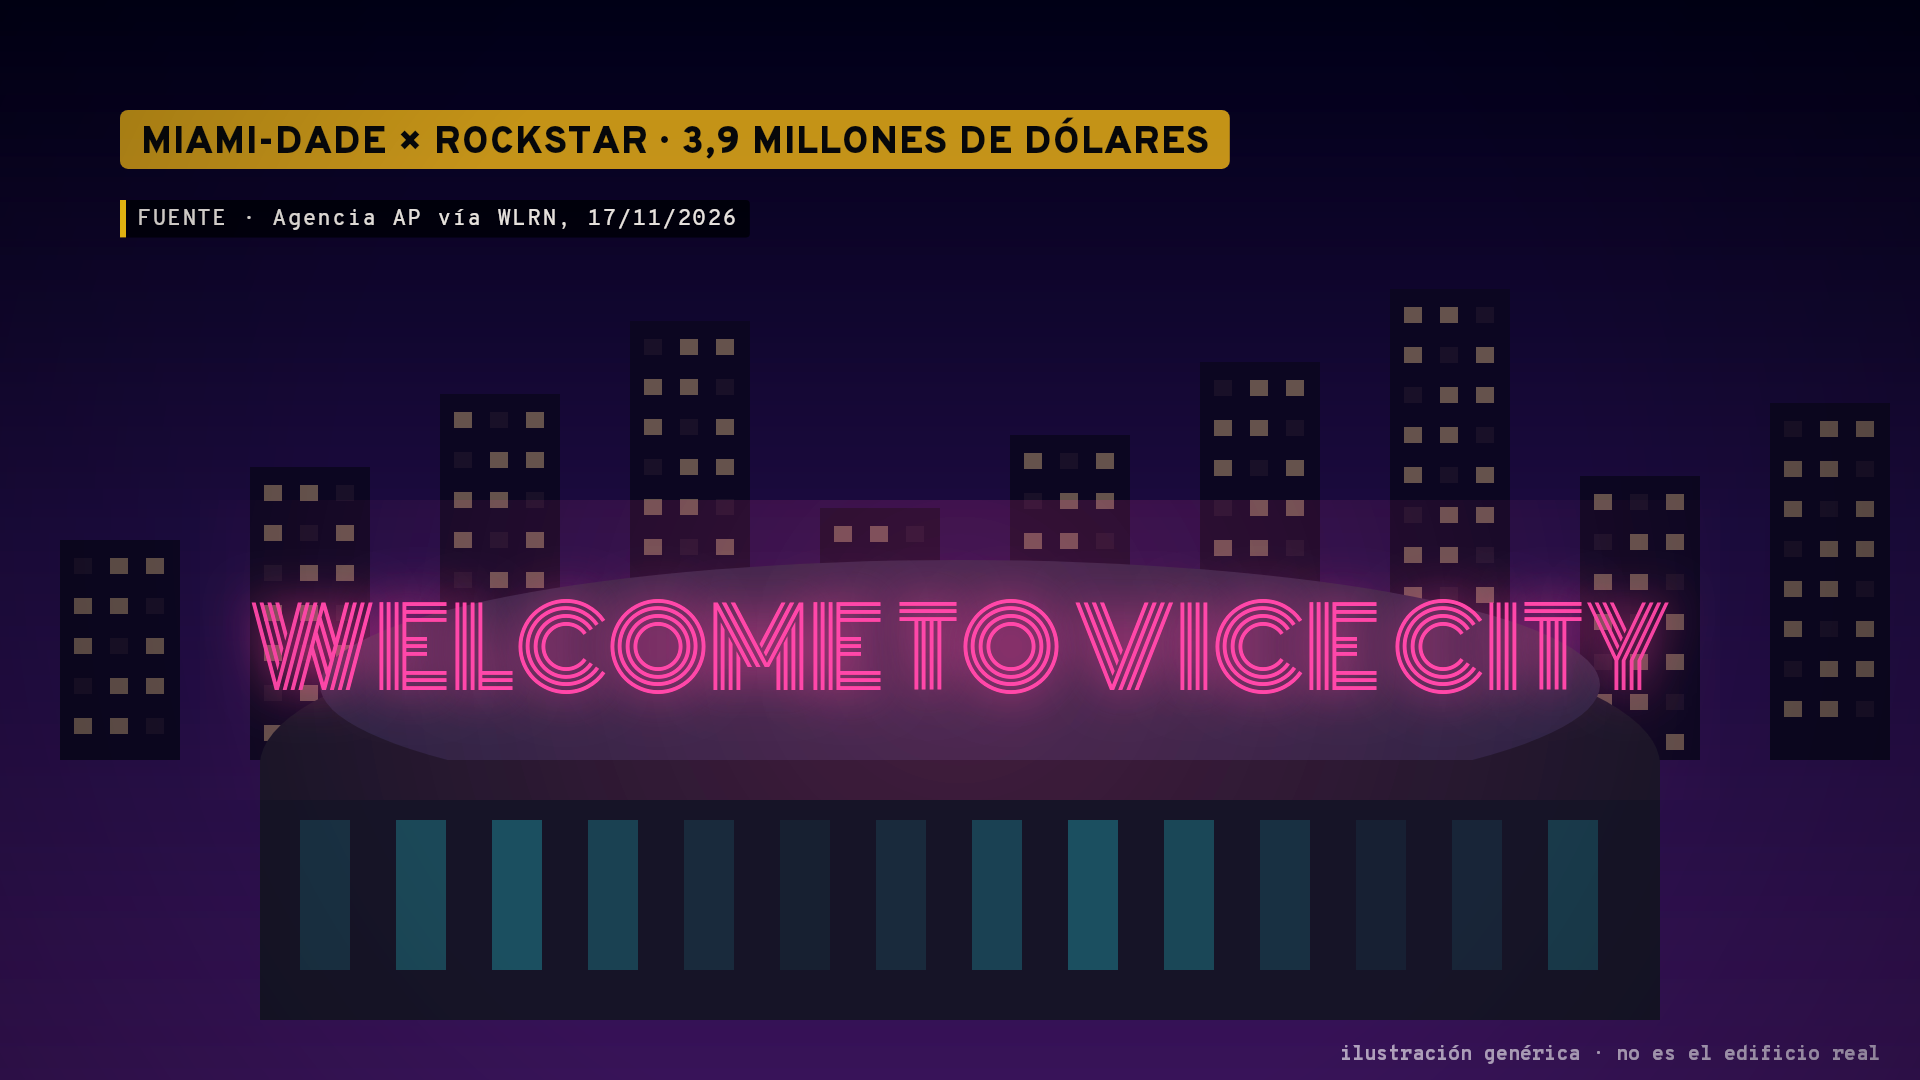 MIAMI-DADE × ROCKSTAR · 3,9 MILLONES DE DÓLARES
FUENTE · Agencia AP vía WLRN, 17/11/2026
WELCOME TO VICE CITY
ilustración genérica · no es el edificio real